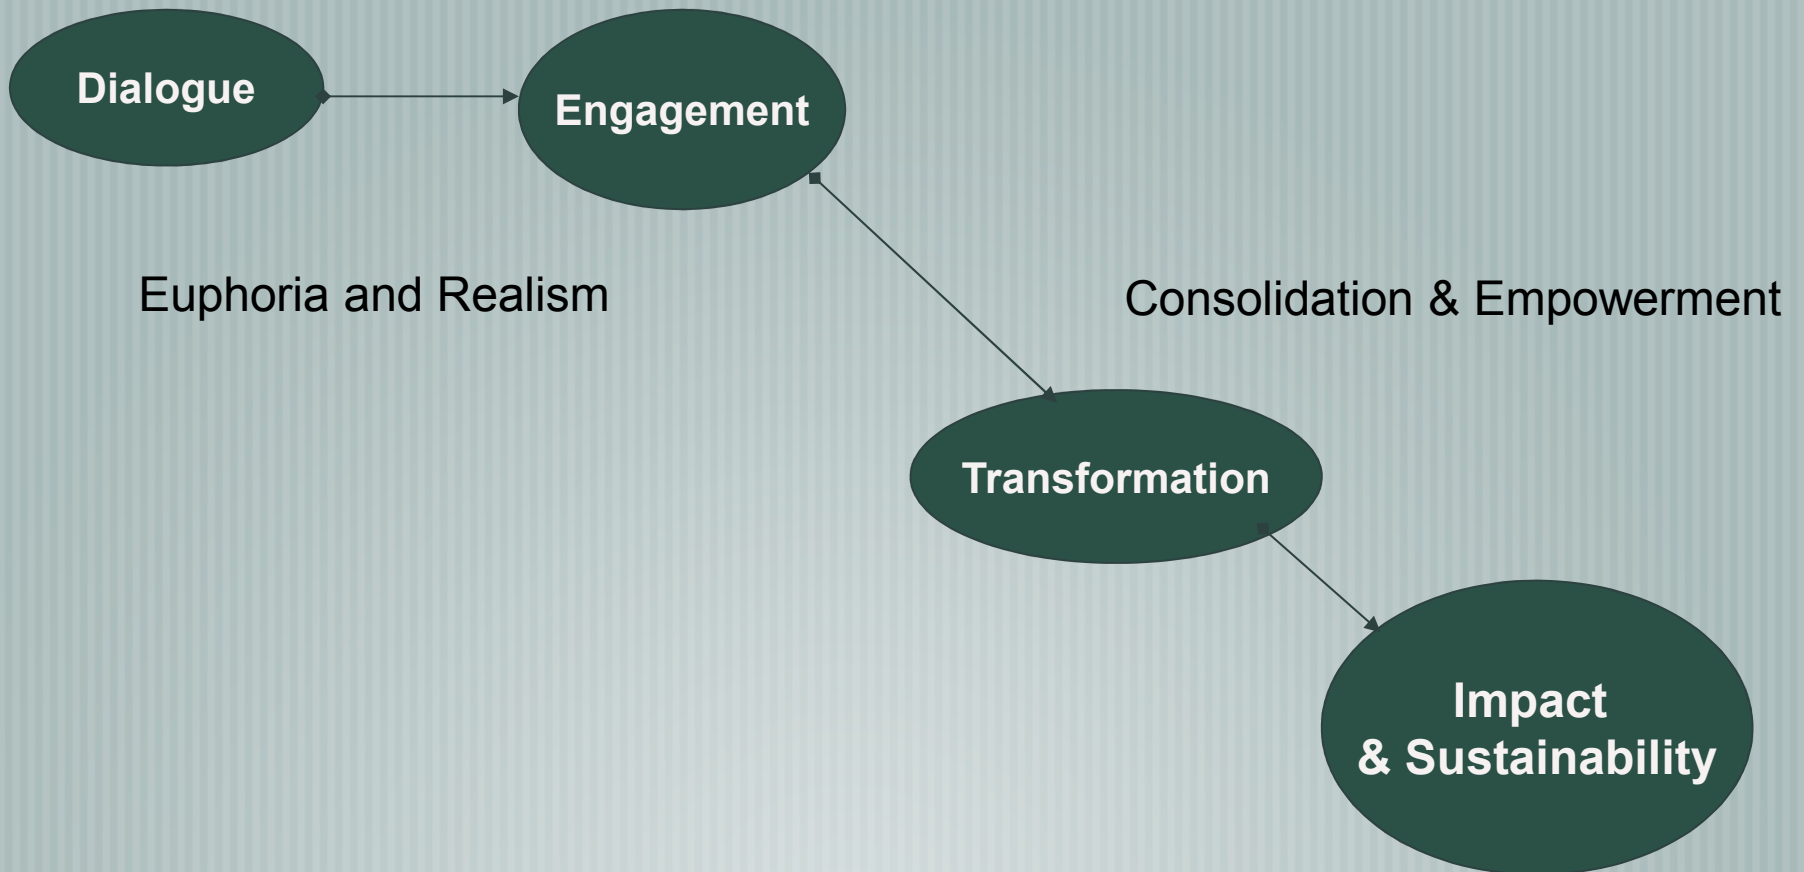 Dialogue
Engagement
Euphoria and Realism
Consolidation & Empowerment
Transformation
Impact
& Sustainability